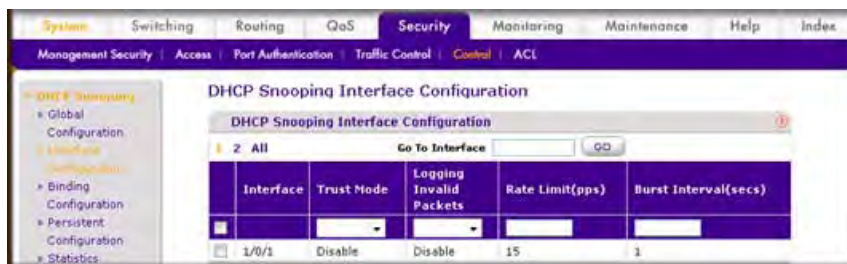 System Switching Routing QoS Security Monitoring Maintenance Help Index
Management Security Access Port Authentication Traffic Control Control ACL
DHCP Snooping
Global
Configuration
Interface
Configuration
Binding
Configuration
Persistent
Configuration
Statistics
DHCP Snooping Interface Configuration
DHCP Snooping Interface Configuration
1 2 All Go To Interface GO
Interface Trust Mode Logging Invalid Packets Rate Limit(pps) Burst Interval(secs)
1/0/1 Disable Disable 15 1